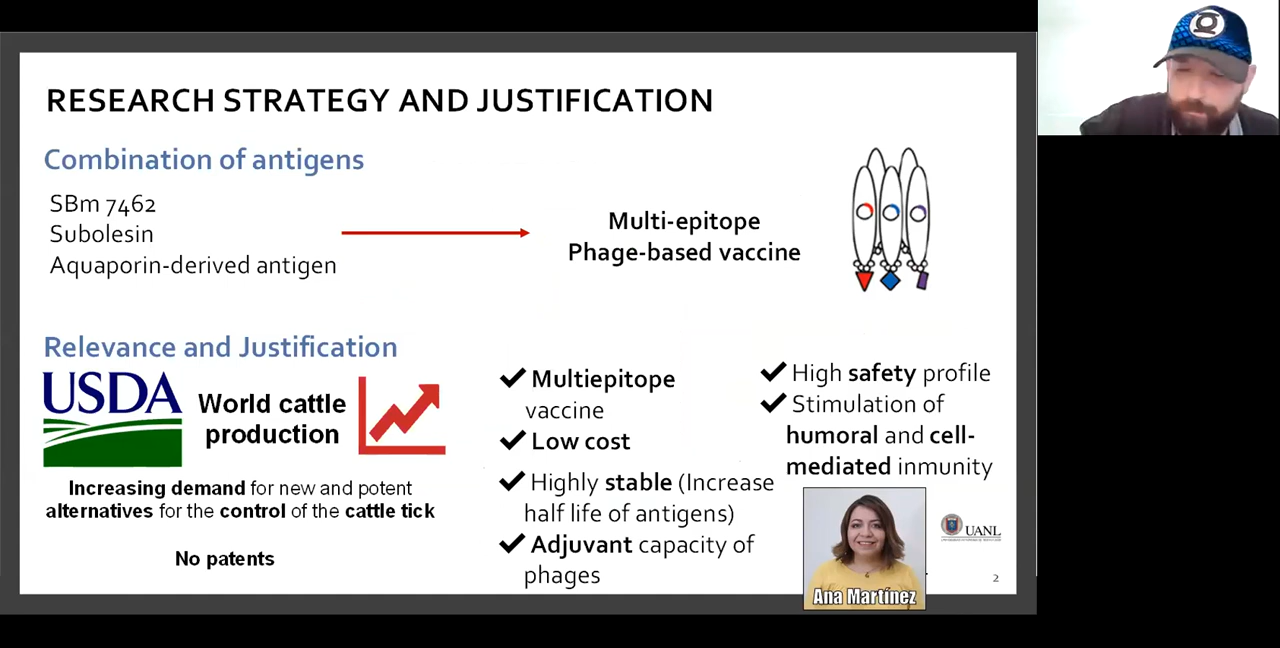 RESEARCH STRATEGY AND JUSTIFICATION
Combination of antigens
SBm 7462
Subolesin
Aquaporin-derived antigen
Multi-epitope
Phage-based vaccine
Relevance and Justification
USDA
World cattle
production
Increasing demand for new and potent
alternatives for the control of the cattle tick
No patents
Multiepitope
vaccine
Low cost
Highly stable (Increase
half life of antigens)
Adjuvant capacity of
phages
High safety profile
Stimulation of
humoral and cell-
mediated inmunity
Ana Martínez
UANL
2